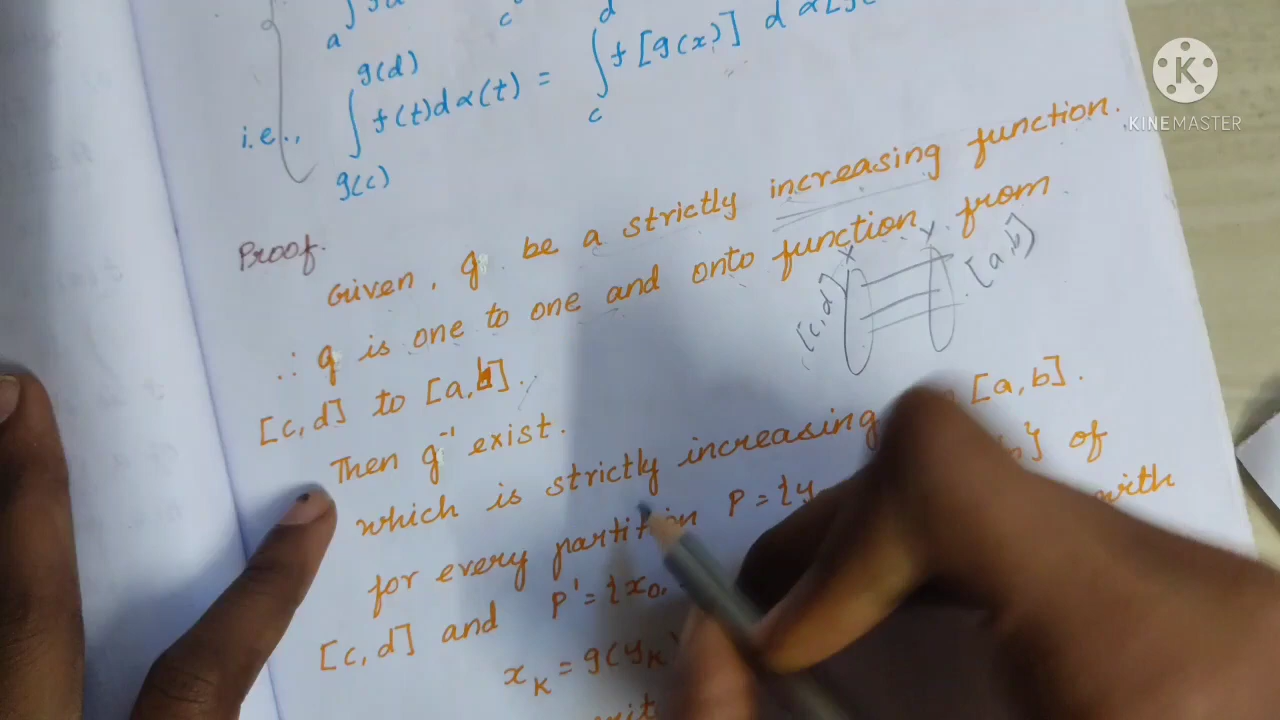 a
c
d
g(d)
i.e., ∫ f(t)dα(t) = ∫ f[g(x)] d α[g
c
g(c)
Proof.
Given, g be a strictly increasing function.
∴ g is one to one and onto function from
[c,d] to [a,b].
x y
[c,d] [a,b]
Then g⁻¹ exist.
which is strictly increasing [a,b].
for every partition P = {y } of
[c,d] and P' = {x₀, with
x_K = g(y_K)
K
KINEMASTER